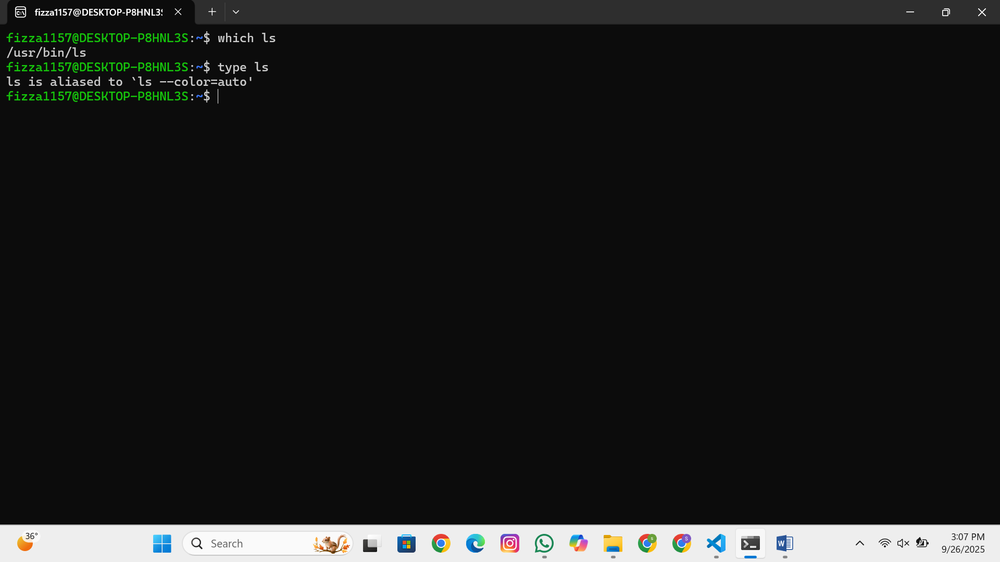 fizza1157@DESKTOP-P8HNL3S
fizza1157@DESKTOP-P8HNL3S:~$ which ls
/usr/bin/ls
fizza1157@DESKTOP-P8HNL3S:~$ type ls
ls is aliased to `ls --color=auto'
fizza1157@DESKTOP-P8HNL3S:~$
36°
Search
3:07 PM
9/26/2025